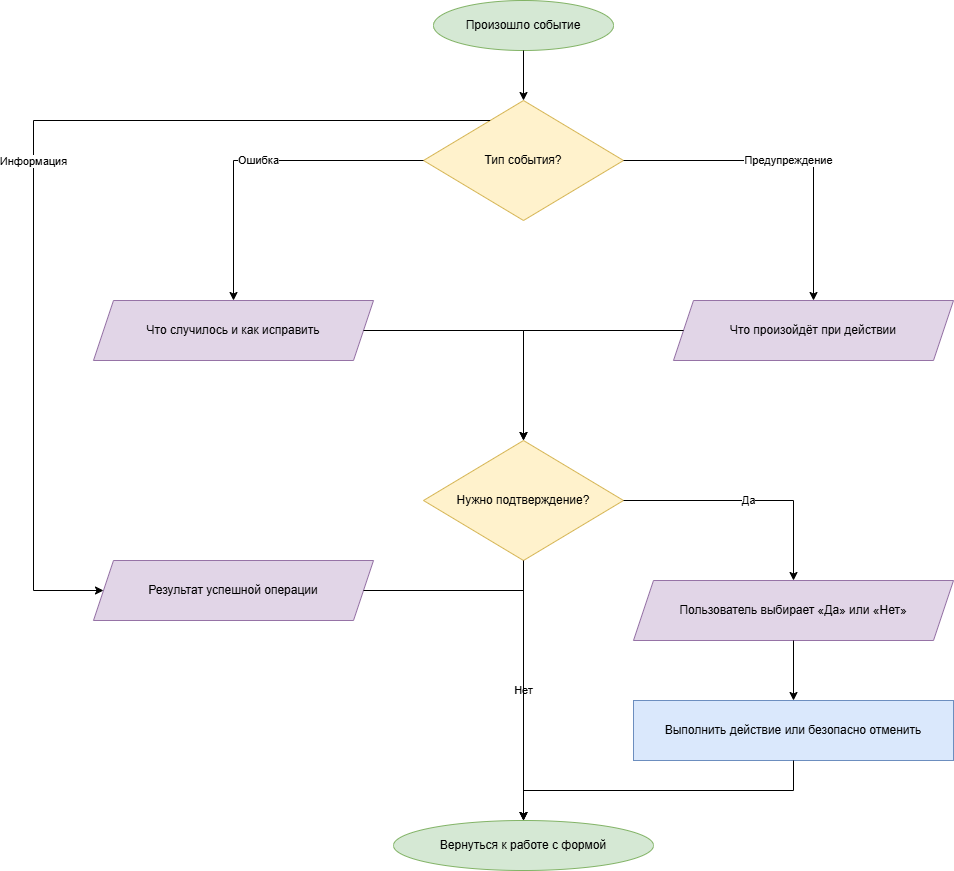 Произошло событие
Тип события?
Информация
Ошибка
Предупреждение
Что случилось и как исправить
Что произойдёт при действии
Нужно подтверждение?
Да
Результат успешной операции
Пользователь выбирает «Да» или «Нет»
Нет
Выполнить действие или безопасно отменить
Вернуться к работе с формой